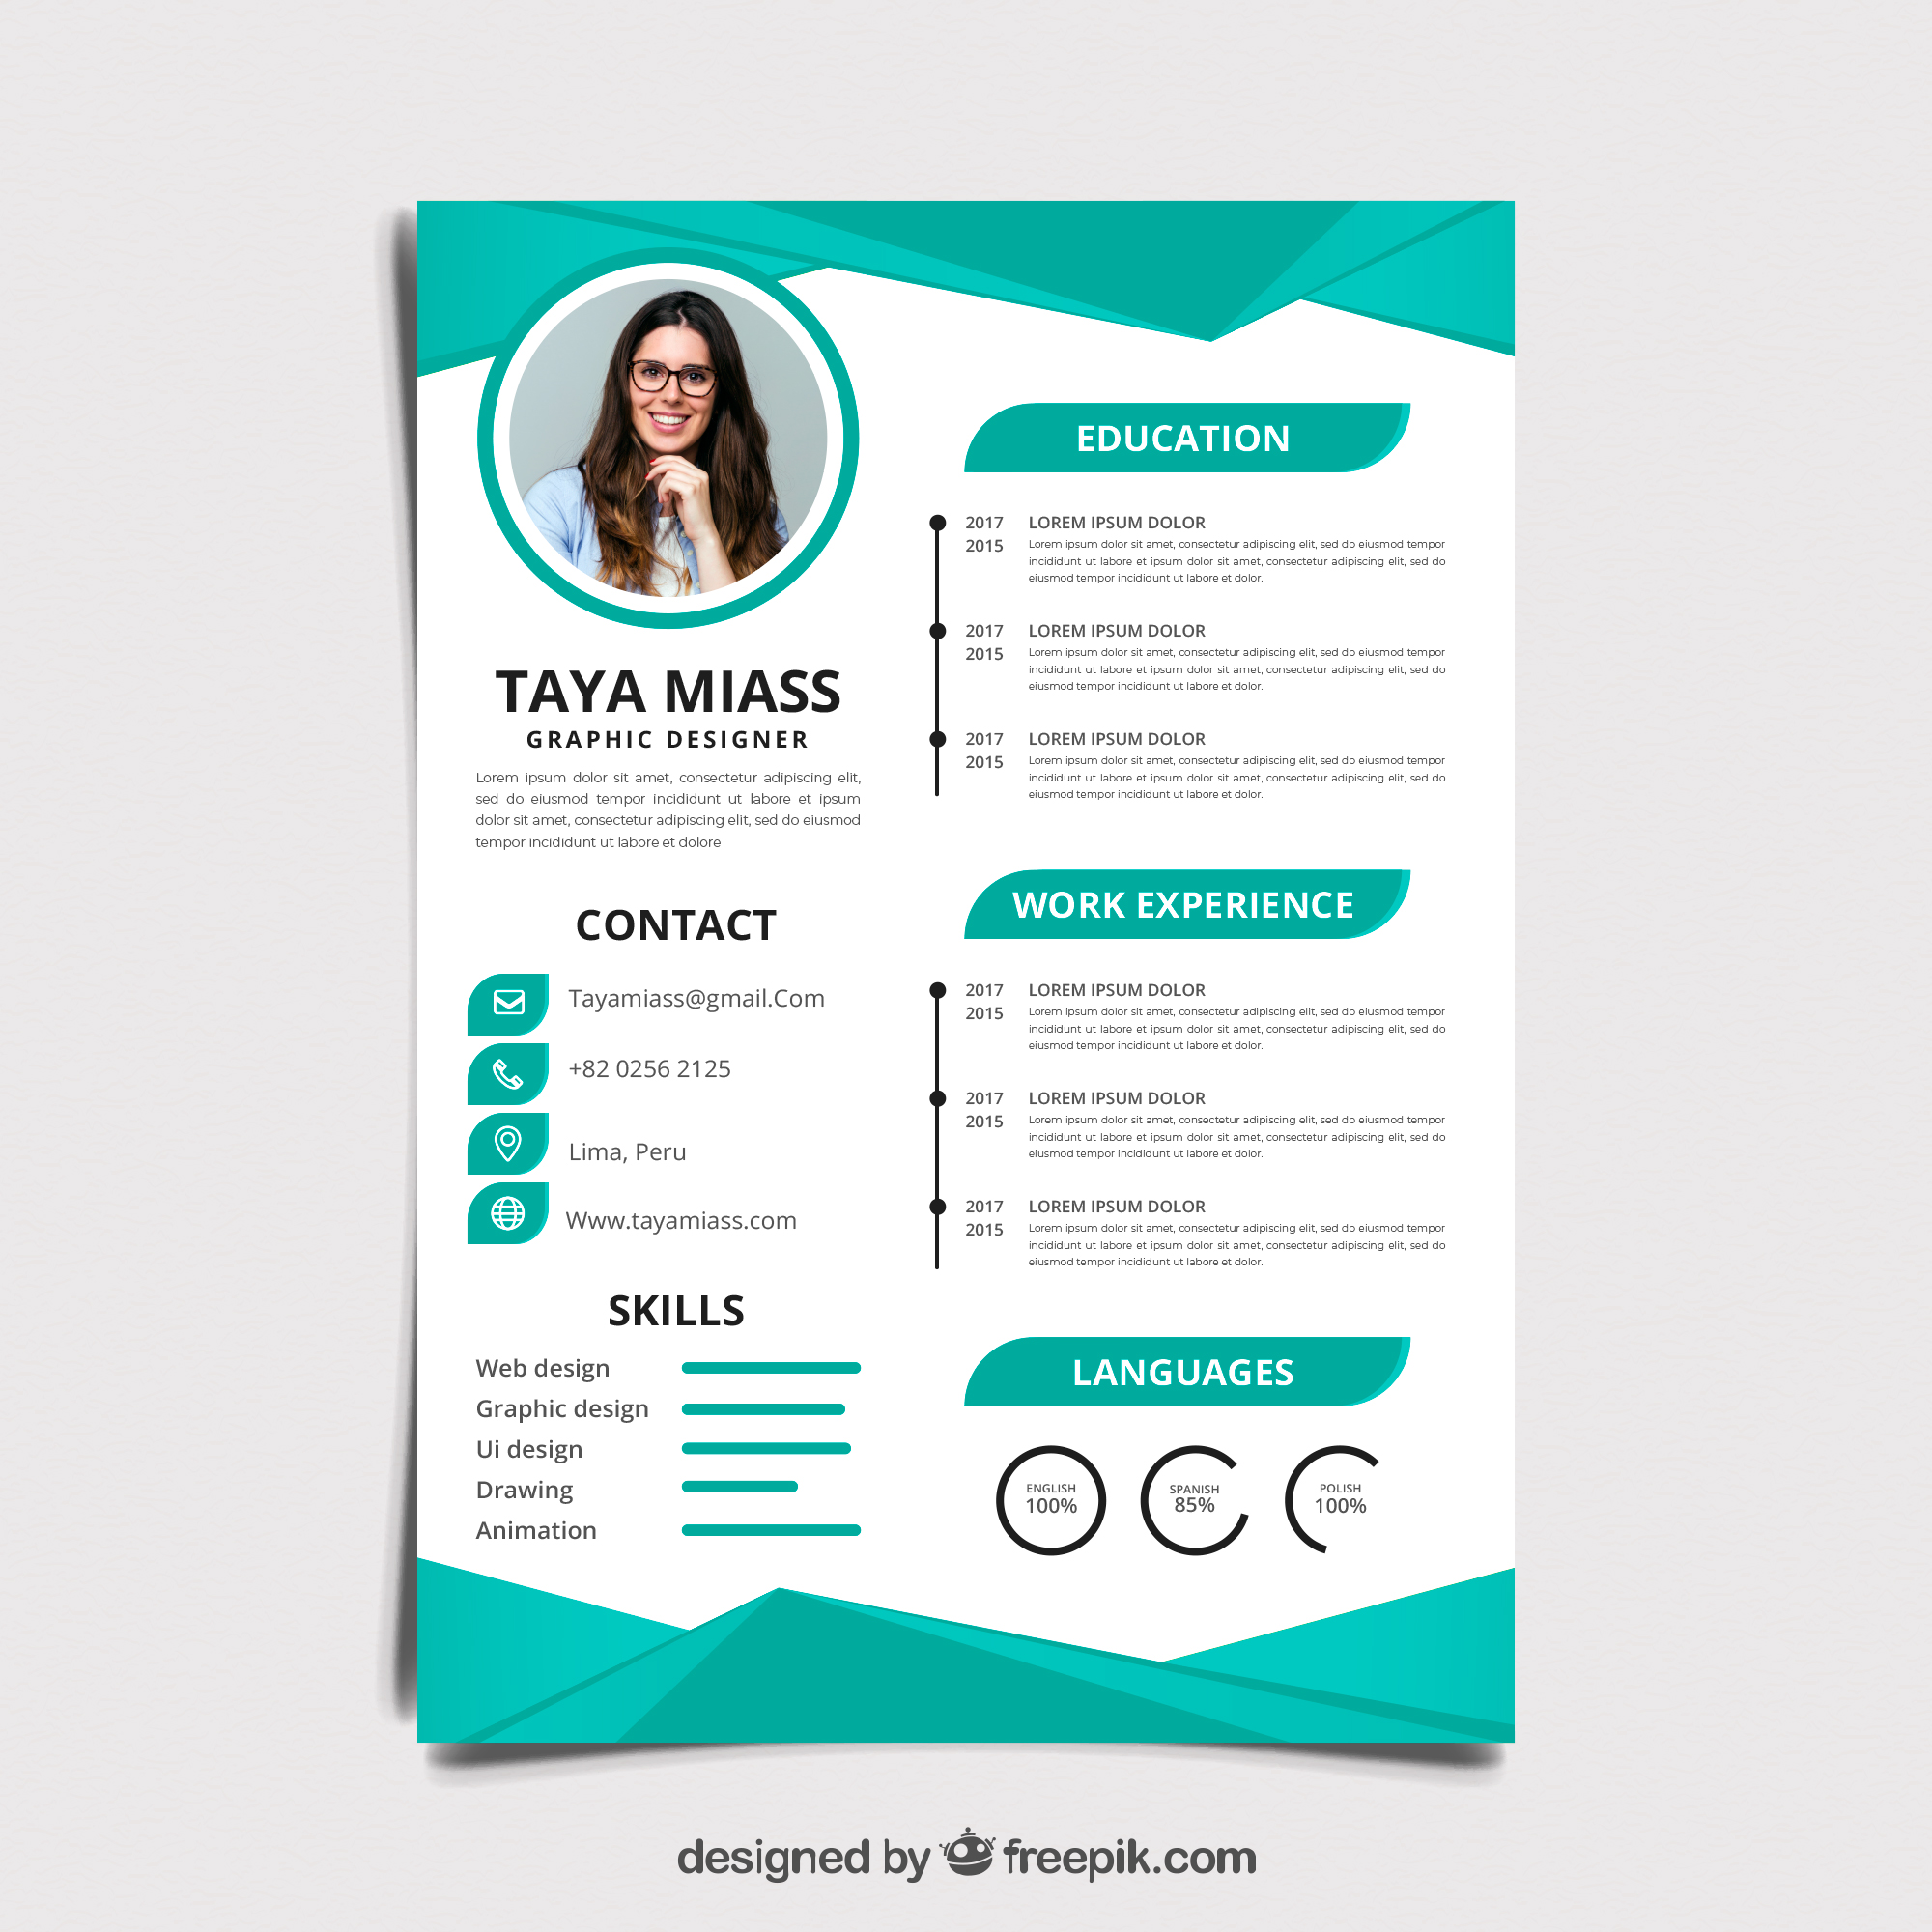 TAYA MIASS
GRAPHIC DESIGNER
Lorem ipsum dolor sit amet, consectetur adipiscing elit,
sed do eiusmod tempor incididunt ut labore et ipsum
dolor sit amet, consectetur adipiscing elit, sed do eiusmod
tempor incididunt ut labore et dolore
CONTACT
Tayamiass@gmail.Com
+82 0256 2125
Lima, Peru
Www.tayamiass.com
SKILLS
Web design
Graphic design
Ui design
Drawing
Animation
EDUCATION
2017 LOREM IPSUM DOLOR
2015 Lorem ipsum dolor sit amet, consectetur adipiscing elit, sed do eiusmod tempor
incididunt ut labore et ipsum dolor sit amet, consectetur adipiscing elit, sed do
eiusmod tempor incididunt ut labore et dolor.
2017 LOREM IPSUM DOLOR
2015 Lorem ipsum dolor sit amet, consectetur adipiscing elit, sed do eiusmod tempor
incididunt ut labore et ipsum dolor sit amet, consectetur adipiscing elit, sed do
eiusmod tempor incididunt ut labore et dolor.
2017 LOREM IPSUM DOLOR
2015 Lorem ipsum dolor sit amet, consectetur adipiscing elit, sed do eiusmod tempor
incididunt ut labore et ipsum dolor sit amet, consectetur adipiscing elit, sed do
eiusmod tempor incididunt ut labore et dolor.
WORK EXPERIENCE
2017 LOREM IPSUM DOLOR
2015 Lorem ipsum dolor sit amet, consectetur adipiscing elit, sed do eiusmod tempor
incididunt ut labore et ipsum dolor sit amet, consectetur adipiscing elit, sed do
eiusmod tempor incididunt ut labore et dolor.
2017 LOREM IPSUM DOLOR
2015 Lorem ipsum dolor sit amet, consectetur adipiscing elit, sed do eiusmod tempor
incididunt ut labore et ipsum dolor sit amet, consectetur adipiscing elit, sed do
eiusmod tempor incididunt ut labore et dolor.
2017 LOREM IPSUM DOLOR
2015 Lorem ipsum dolor sit amet, consectetur adipiscing elit, sed do eiusmod tempor
incididunt ut labore et ipsum dolor sit amet, consectetur adipiscing elit, sed do
eiusmod tempor incididunt ut labore et dolor.
LANGUAGES
ENGLISH
100%
SPANISH
85%
POLISH
100%
designed by freepik.com